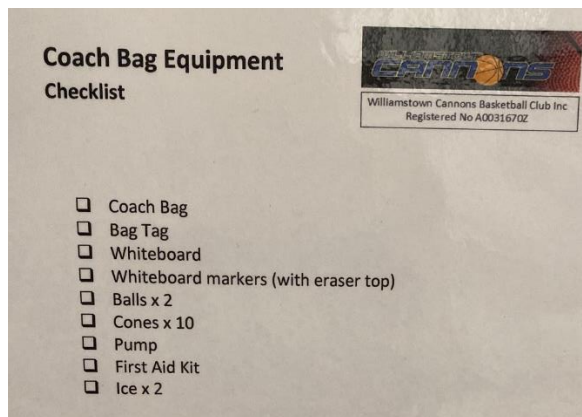 Coach Bag Equipment
Checklist
CANNONS
Williamstown Cannons Basketball Club Inc
Registered No A0031670Z
❑ Coach Bag
❑ Bag Tag
❑ Whiteboard
❑ Whiteboard markers (with eraser top)
❑ Balls x 2
❑ Cones x 10
❑ Pump
❑ First Aid Kit
❑ Ice x 2